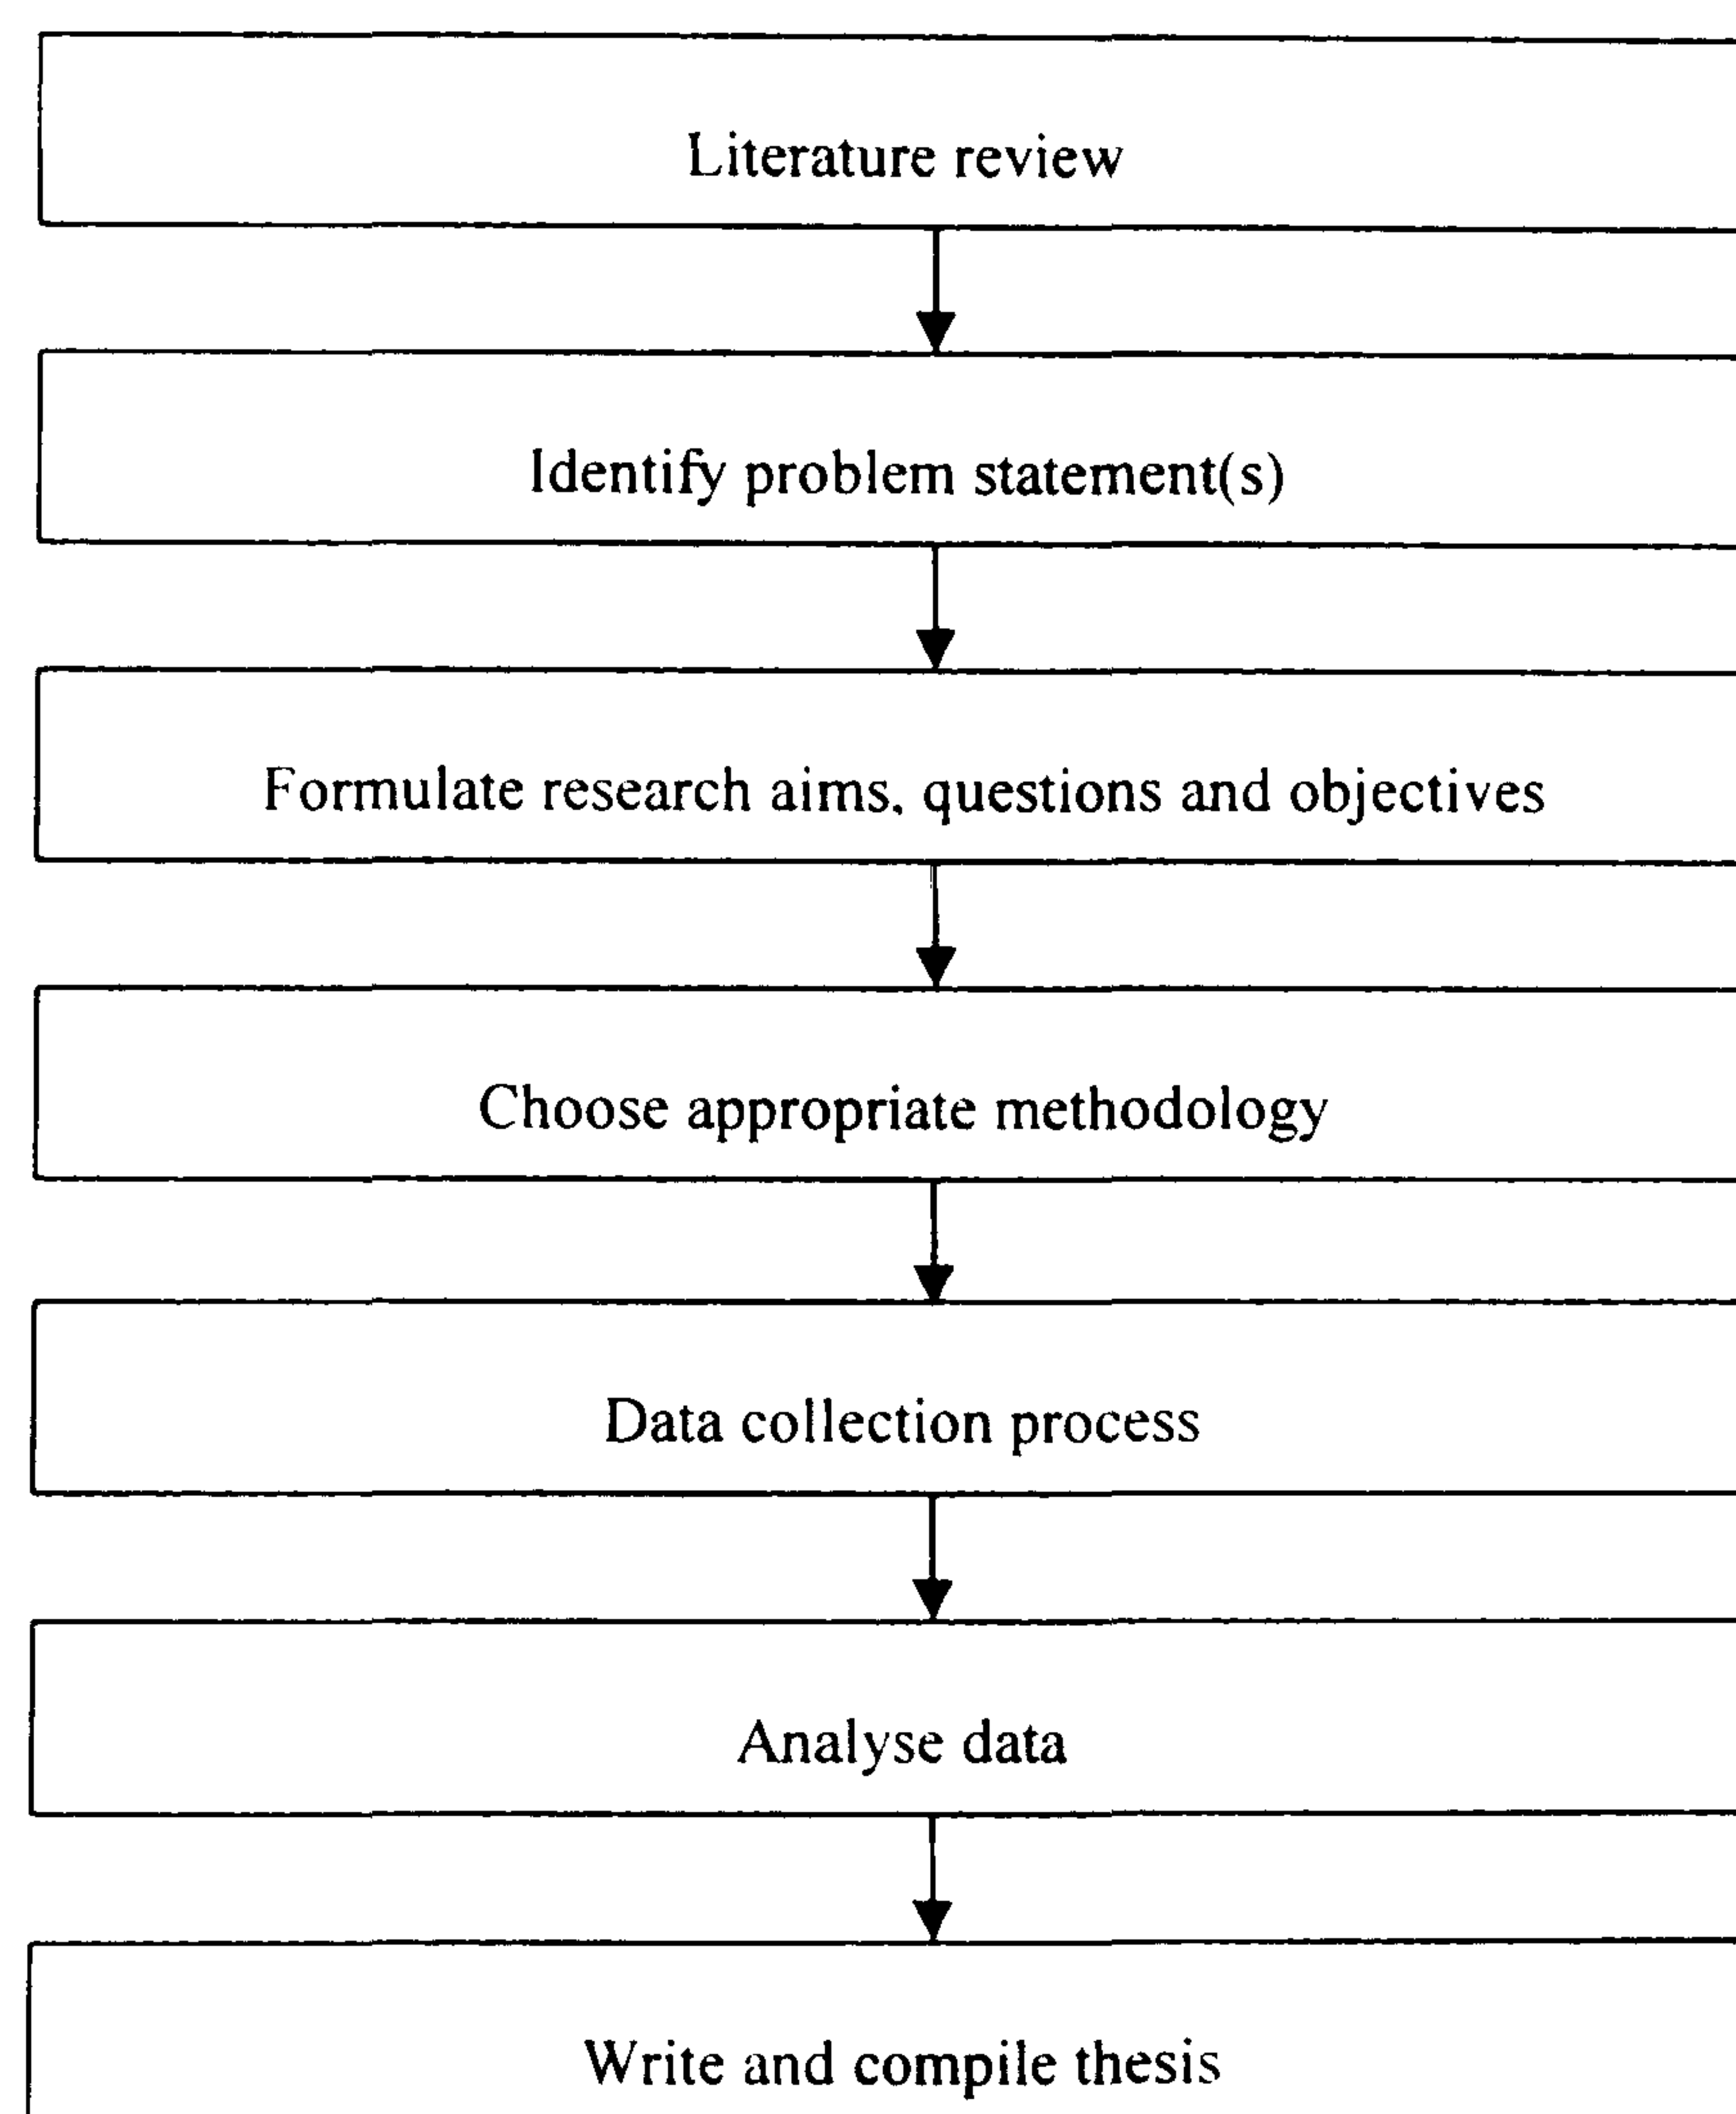 Literature review
Identify problem statement(s)
Formulate research aims, questions and objectives
Choose appropriate methodology
Data collection process
Analyse data
Write and compile thesis